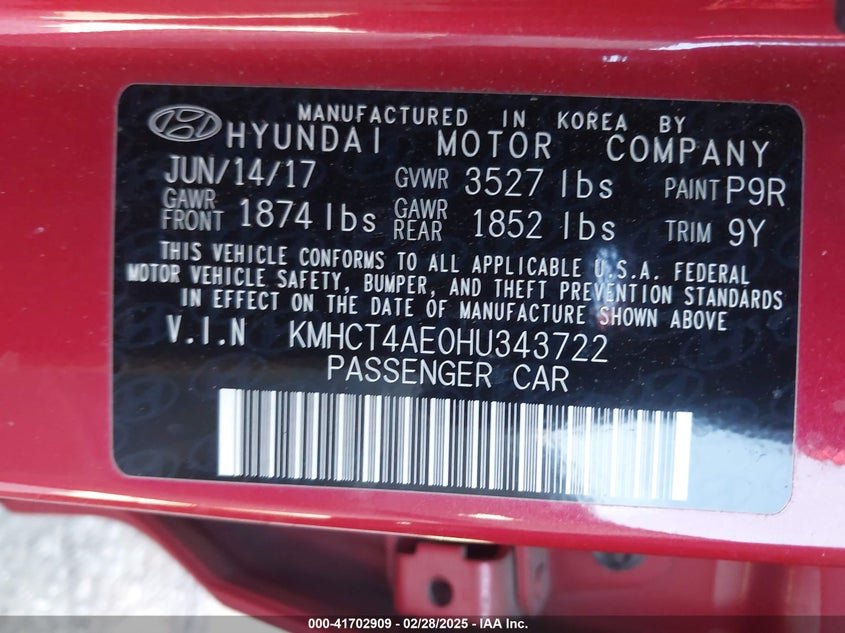 MANUFACTURED IN KOREA BY
HYUNDAI MOTOR COMPANY
JUN/14/17 GVWR 3527 lbs PAINT P9R
GAWR FRONT 1874 lbs GAWR REAR 1852 lbs TRIM 9Y
THIS VEHICLE CONFORMS TO ALL APPLICABLE U.S.A. FEDERAL
MOTOR VEHICLE SAFETY, BUMPER, AND THEFT PREVENTION STANDARDS
IN EFFECT ON THE DATE OF MANUFACTURE SHOWN ABOVE
V.I.N KMHCT4AE0HU343722
PASSENGER CAR
000-41702909 - 02/28/2025 - IAA Inc.